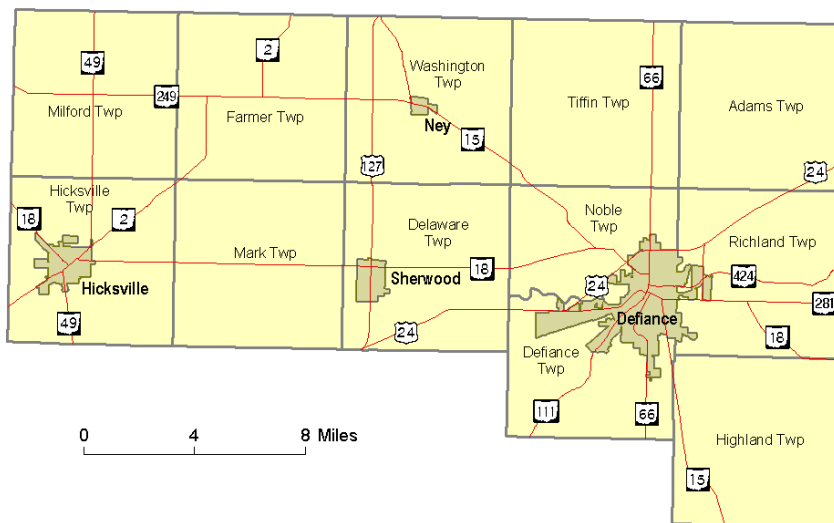 49
2
Washington
Twp
66
249
Milford Twp
Farmer Twp
Tiffin Twp
Adams Twp
Ney
15
127
24
Hicksville
Twp
18
2
Delaware
Twp
Noble
Twp
Mark Twp
Richland Twp
Sherwood
18
424
Hicksville
24
281
49
24
Defiance
18
Defiance
Twp
111
66
0
4
8 Miles
Highland Twp
15